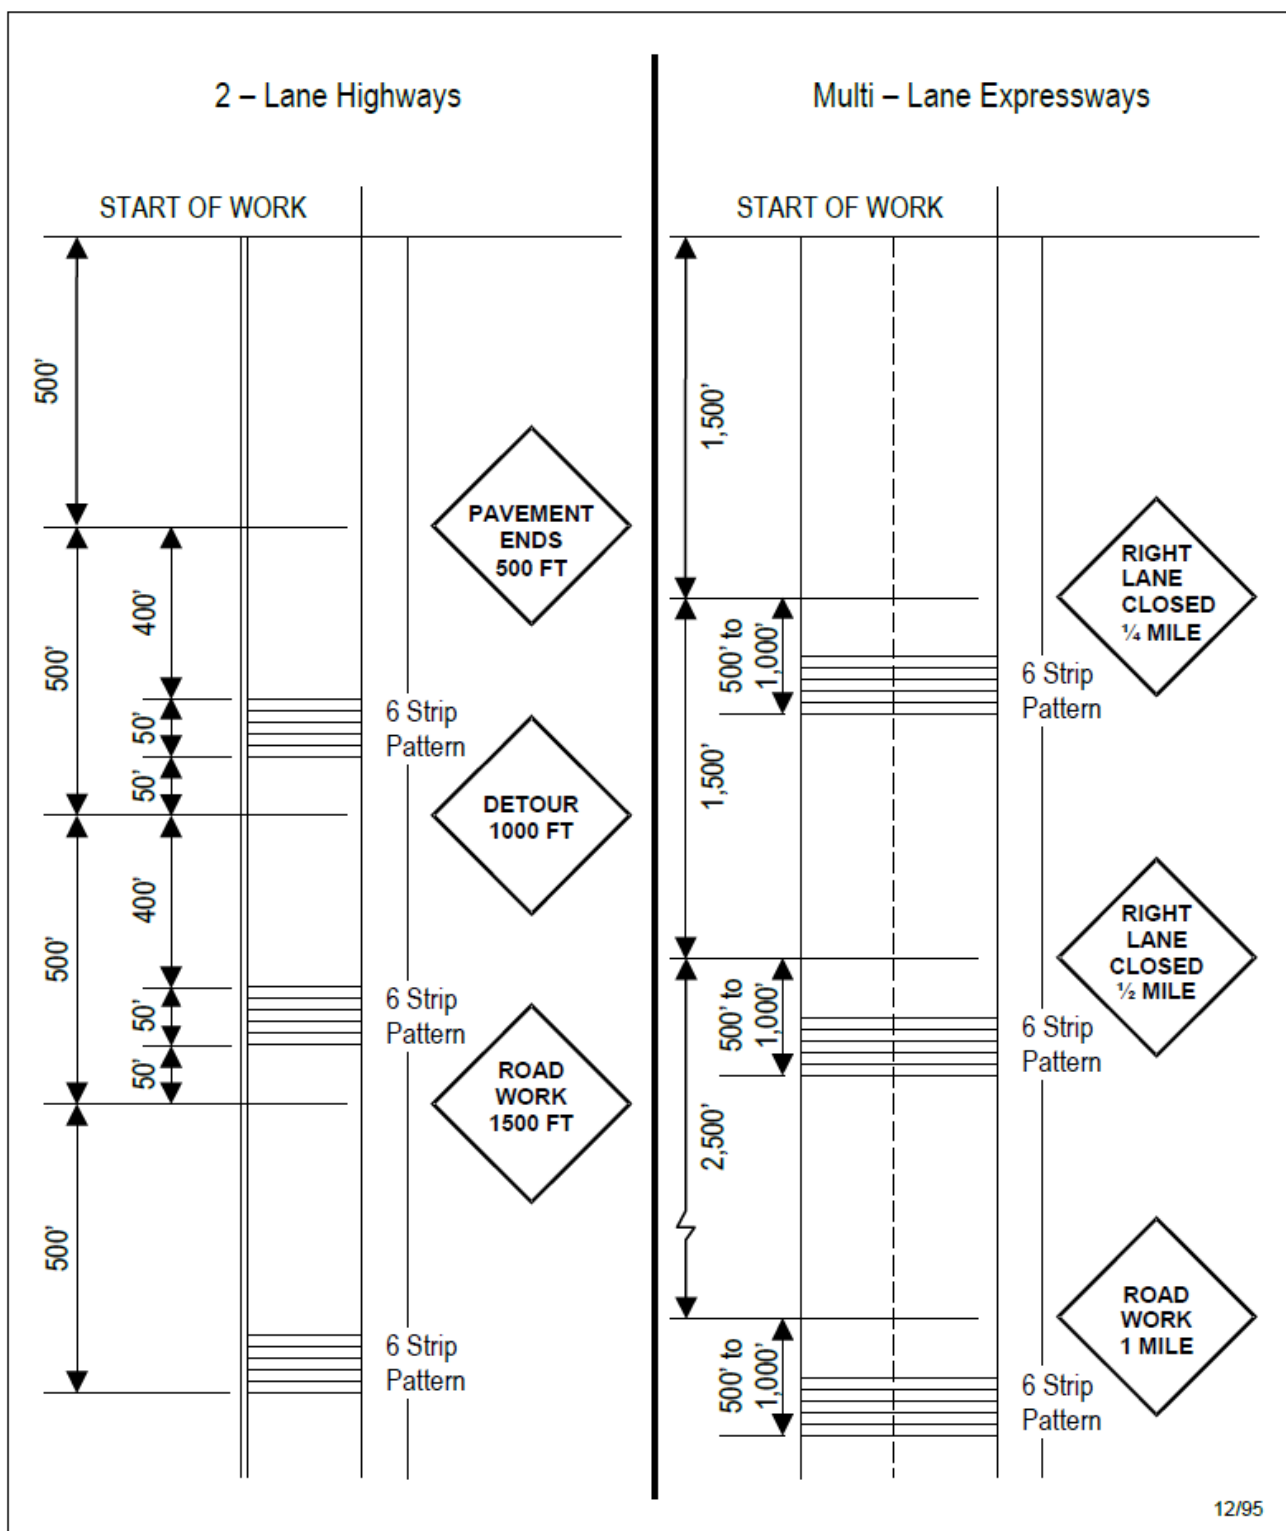 2 – Lane Highways
START OF WORK
500'
500'
400'
50'
50'
500'
400'
50'
50'
500'
6 Strip
Pattern
6 Strip
Pattern
6 Strip
Pattern
PAVEMENT
ENDS
500 FT
DETOUR
1000 FT
ROAD
WORK
1500 FT
Multi – Lane Expressways
START OF WORK
1,500'
1,500'
500' to
1,000'
2,500'
500' to
1,000'
500' to
1,000'
6 Strip
Pattern
6 Strip
Pattern
6 Strip
Pattern
RIGHT
LANE
CLOSED
¼ MILE
RIGHT
LANE
CLOSED
½ MILE
ROAD
WORK
1 MILE
12/95